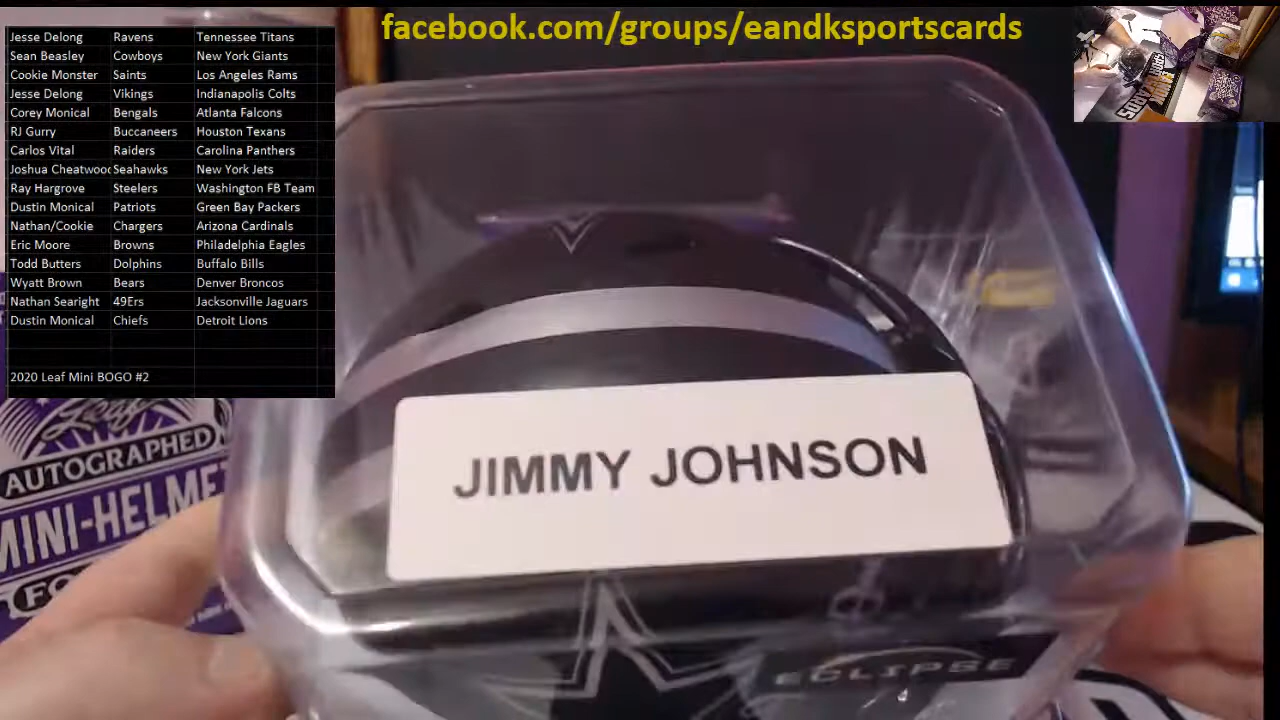 facebook.com/groups/eandksportscards
Jesse Delong Ravens Tennessee Titans
Sean Beasley Cowboys New York Giants
Cookie Monster Saints Los Angeles Rams
Jesse Delong Vikings Indianapolis Colts
Corey Monical Bengals Atlanta Falcons
RJ Gurry Buccaneers Houston Texans
Carlos Vital Raiders Carolina Panthers
Joshua Cheatwood Seahawks New York Jets
Ray Hargrove Steelers Washington FB Team
Dustin Monical Patriots Green Bay Packers
Nathan/Cookie Chargers Arizona Cardinals
Eric Moore Browns Philadelphia Eagles
Todd Butters Dolphins Buffalo Bills
Wyatt Brown Bears Denver Broncos
Nathan Searight 49Ers Jacksonville Jaguars
Dustin Monical Chiefs Detroit Lions
2020 Leaf Mini BOGO #2
Leaf
AUTOGRAPHED
MINI-HELMET
JIMMY JOHNSON
ECLIPSE